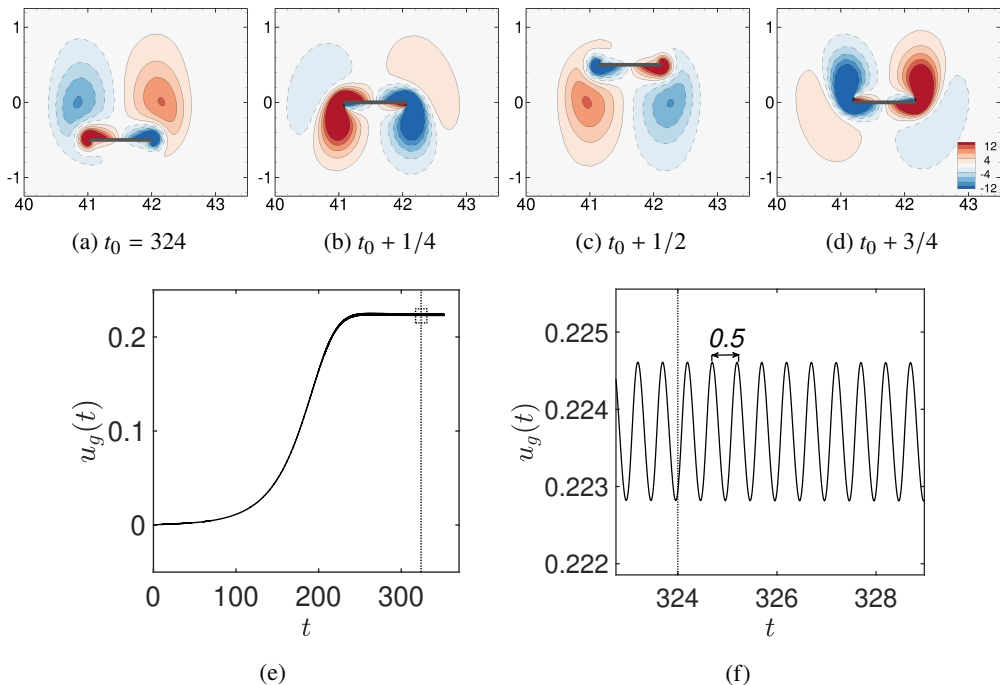 1
0
-1
40 41 42 43
1
0
-1
40 41 42 43
1
0
-1
40 41 42 43
1
0
-1
40 41 42 43
12
4
-4
-12
(a) t₀ = 324
(b) t₀ + 1/4
(c) t₀ + 1/2
(d) t₀ + 3/4
0.2
0.1
0
u_g(t)
0 100 200 300
t
(e)
0.225
0.224
0.223
0.222
u_g(t)
0.5
324 326 328
t
(f)